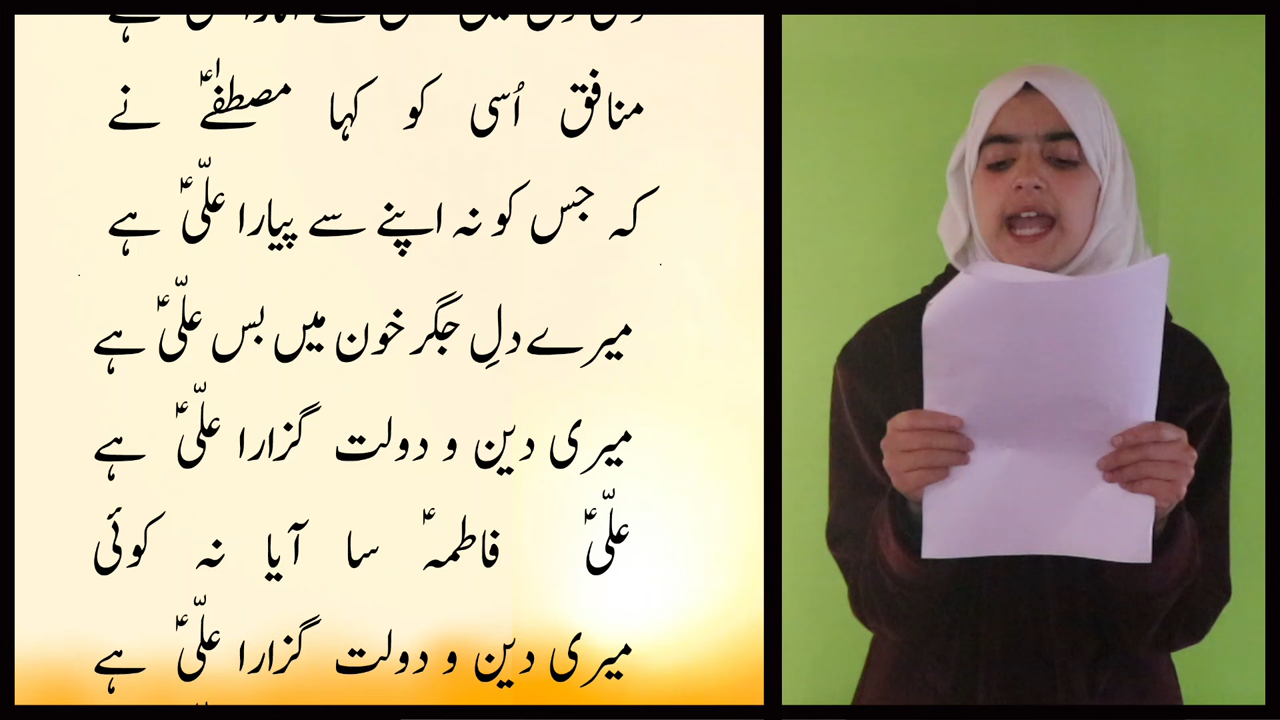 منافق اُسی کو کہا مصطفےٰؑ نے
کہ جس کو نہ اپنے سے پیارا علیّؑ ہے
میرے دلِ جگر خون میں بس علیّؑ ہے
میری دین و دولت گزارا علیّؑ ہے
علیّؑ فاطمہؑ سا آیا نہ کوئی
میری دین و دولت گزارا علیّؑ ہے